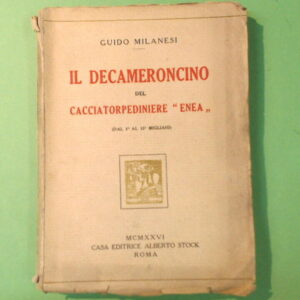 GUIDO MILANESI
IL DECAMERONCINO
DEL
CACCIATORPEDINIERE "ENEA„
(DAL 1° AL 10° MIGLIAIO)
MCMXXVI
CASA EDITRICE ALBERTO STOCK
ROMA